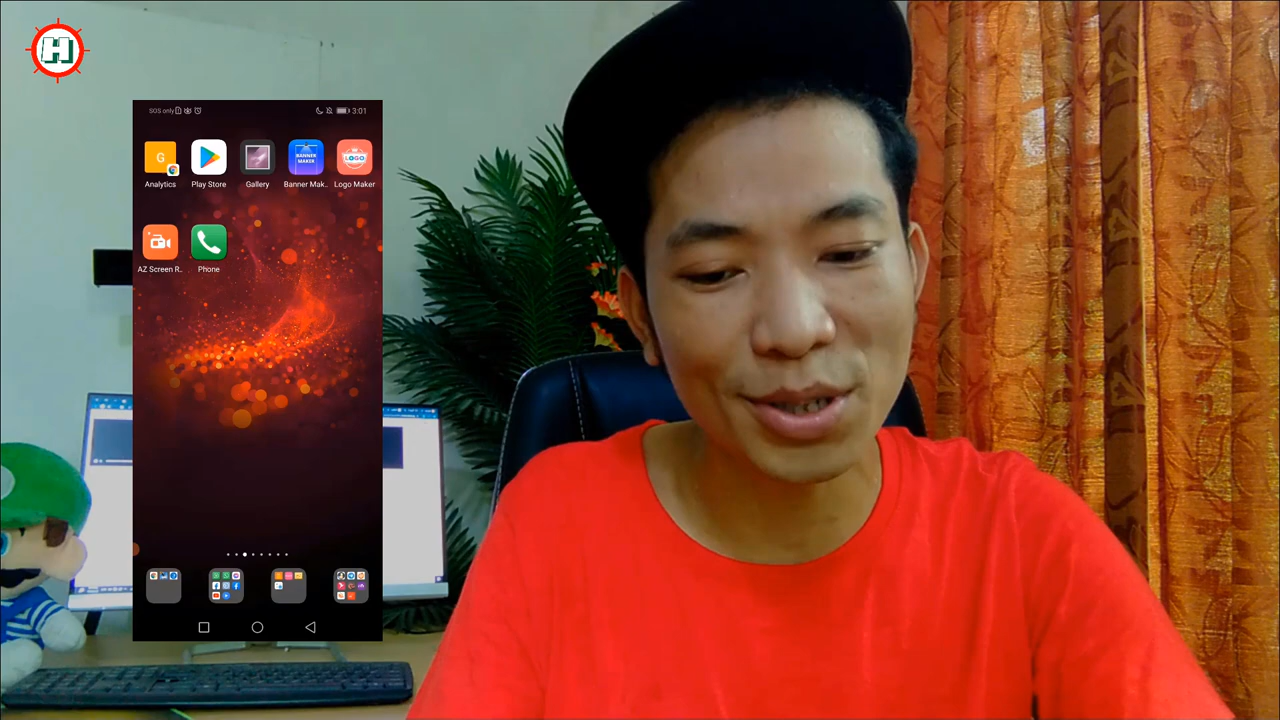 H
SOS only 3:01
G BANNER MAKER LOGO
Analytics Play Store Gallery Banner Mak.. Logo Maker
AZ Screen R.. Phone